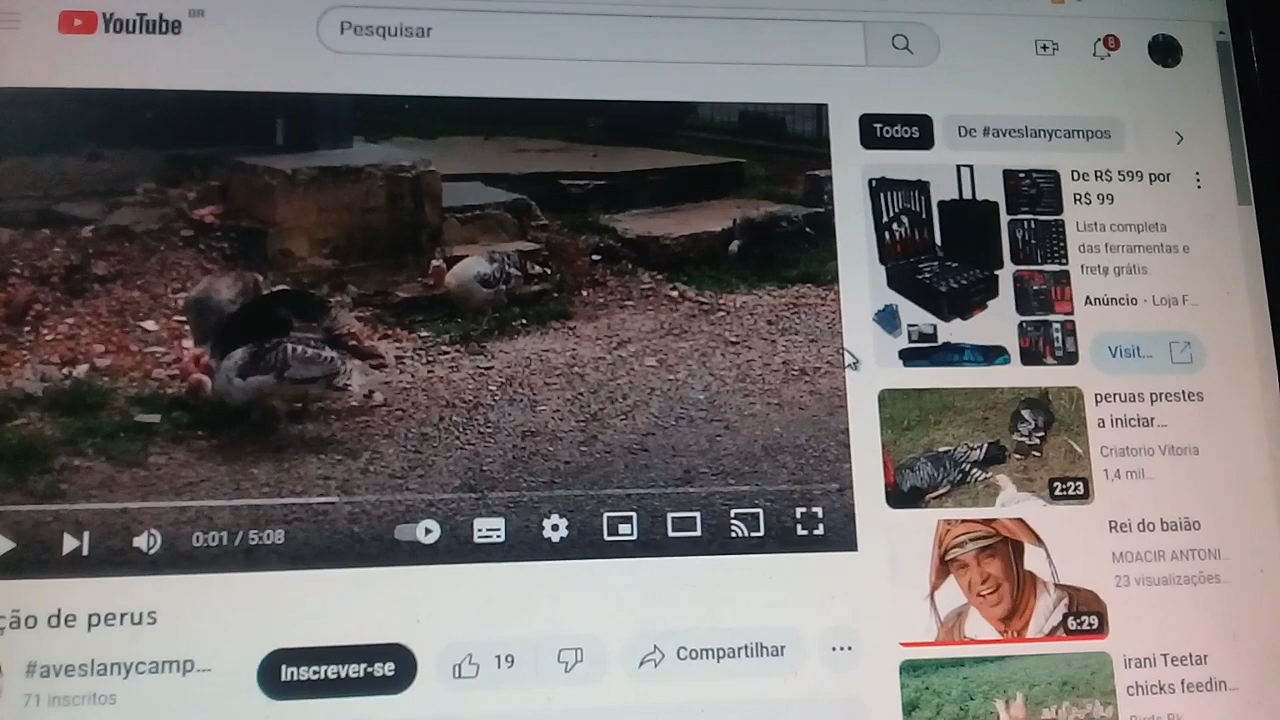 YouTube BR
Pesquisar
8
Todos
De #aveslanycampos
De R$ 599 por
R$ 99
Lista completa
das ferramentas e
frete grátis.
Anúncio · Loja F...
Visit...
peruas prestes
a iniciar...
Criatorio Vitoria
1,4 mil...
2:23
Rei do baião
MOACIR ANTONI...
23 visualizações...
6:29
irani Teetar
chicks feedin...
0:01 / 5:08
ção de perus
#aveslanycamp...
71 inscritos
Inscrever-se
19
Compartilhar